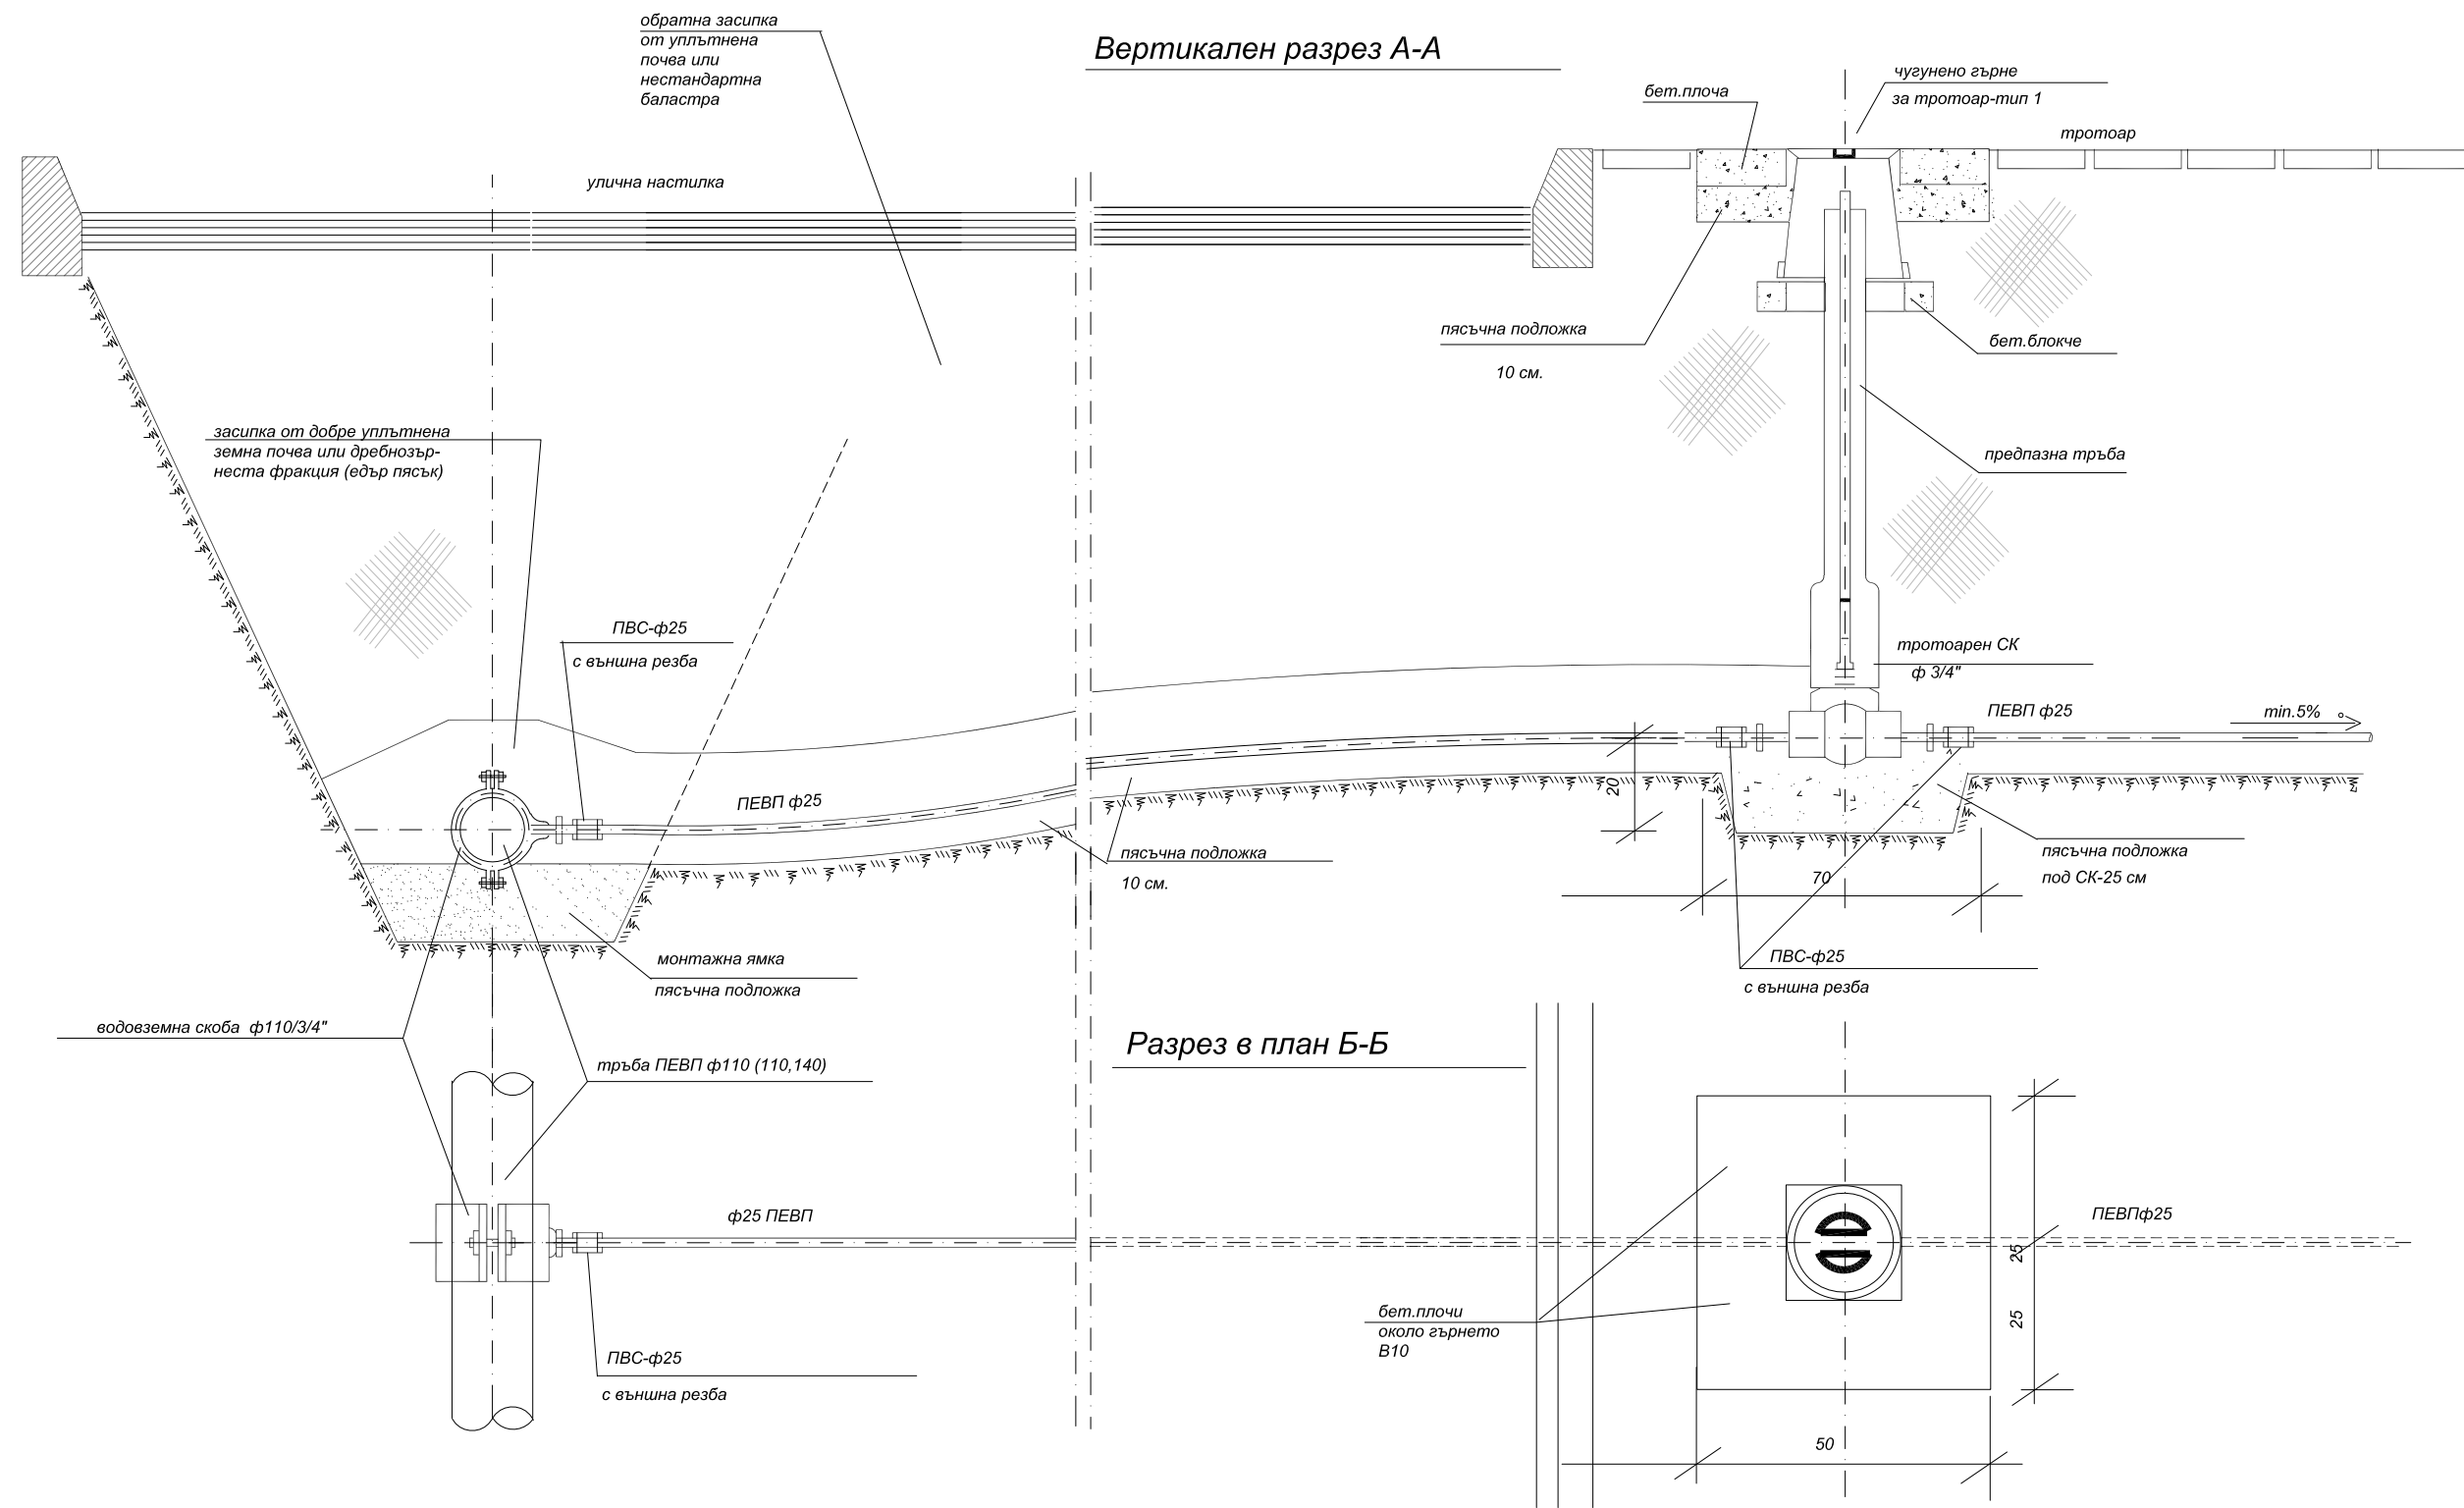 обратна засипка
от уплътнена
почва или
нестандартна
баластра
Вертикален разрез А-А
чугунено гърне
за тротоар-тип 1
бет.плоча
тротоар
улична настилка
пясъчна подложка
10 см.
бет.блокче
засипка от добре уплътнена
земна почва или дребнозър-
неста фракция (едър пясък)
предпазна тръба
ПВС-ф25
с външна резба
тротоарен СК
ф 3/4"
ПЕВП ф25
min.5%
ПЕВП ф25
20
пясъчна подложка
10 см.
пясъчна подложка
под СК-25 см
70
ПВС-ф25
с външна резба
монтажна ямка
пясъчна подложка
водовземна скоба ф110/3/4"
тръба ПЕВП ф110 (110,140)
Разрез в план Б-Б
ф25 ПЕВП
ПЕВПф25
25
25
бет.плочи
около гърнето
В10
ПВС-ф25
с външна резба
50